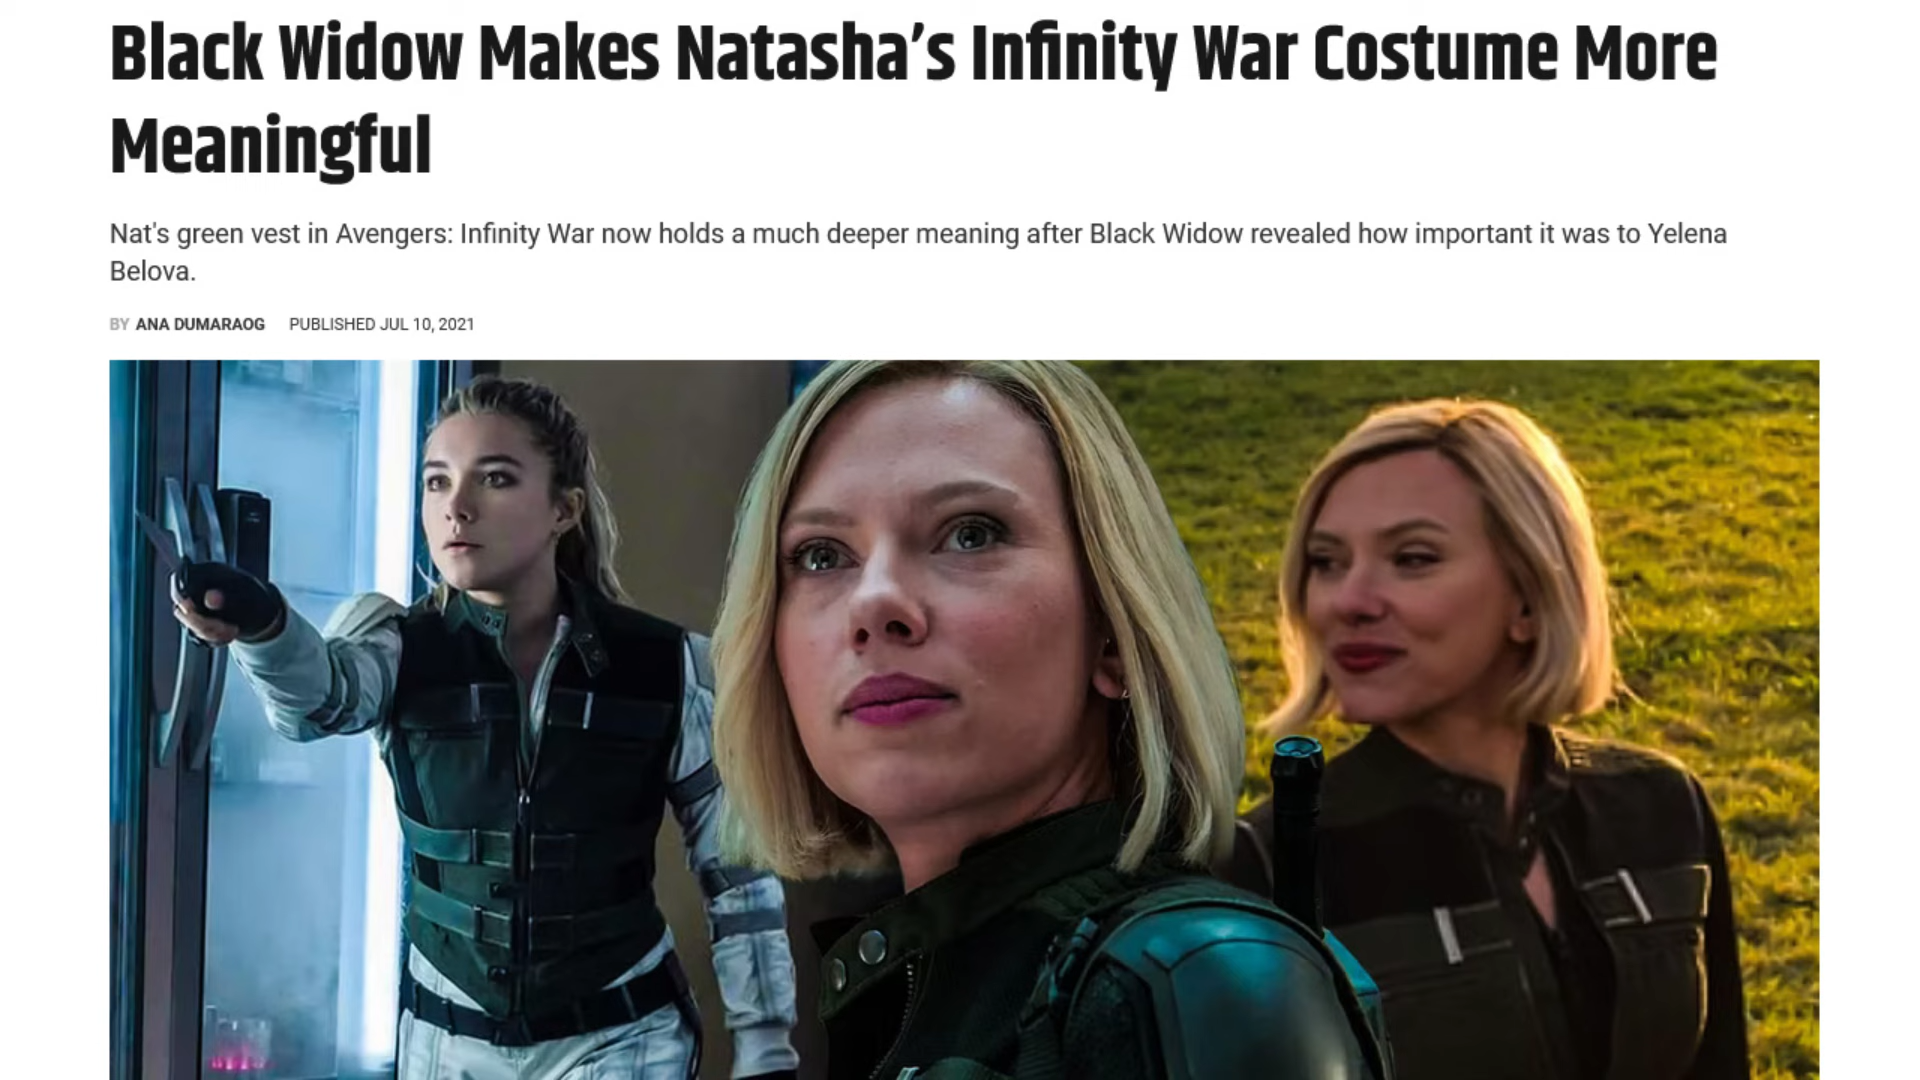 Black Widow Makes Natasha’s Infinity War Costume More
Meaningful
Nat's green vest in Avengers: Infinity War now holds a much deeper meaning after Black Widow revealed how important it was to Yelena
Belova.
BY ANA DUMARAOG PUBLISHED JUL 10, 2021